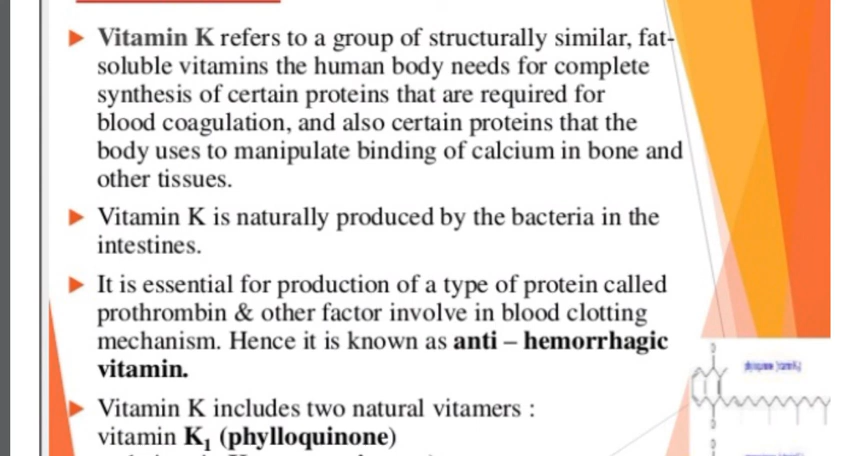 Vitamin K refers to a group of structurally similar, fat-
soluble vitamins the human body needs for complete
synthesis of certain proteins that are required for
blood coagulation, and also certain proteins that the
body uses to manipulate binding of calcium in bone and
other tissues.
Vitamin K is naturally produced by the bacteria in the
intestines.
It is essential for production of a type of protein called
prothrombin & other factor involve in blood clotting
mechanism. Hence it is known as anti – hemorrhagic
vitamin.
Vitamin K includes two natural vitamers :
vitamin K₁ (phylloquinone)